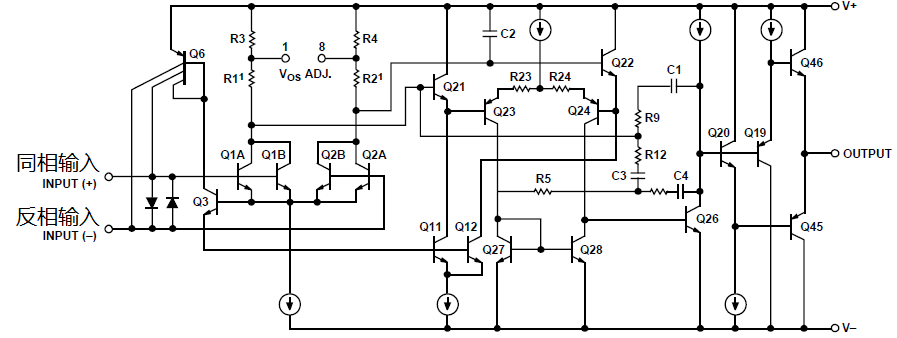 V+
R3
1
8
R4
C2
Q6
VOS ADJ.
R11
R21
Q21
R23
R24
Q22
C1
Q46
Q23
Q24
R9
Q20
Q19
同相输入
INPUT (+)
Q1A
Q1B
Q2B
Q2A
R12
OUTPUT
C3
C4
R5
Q3
反相输入
INPUT (–)
Q11
Q12
Q27
Q28
Q26
Q45
V–